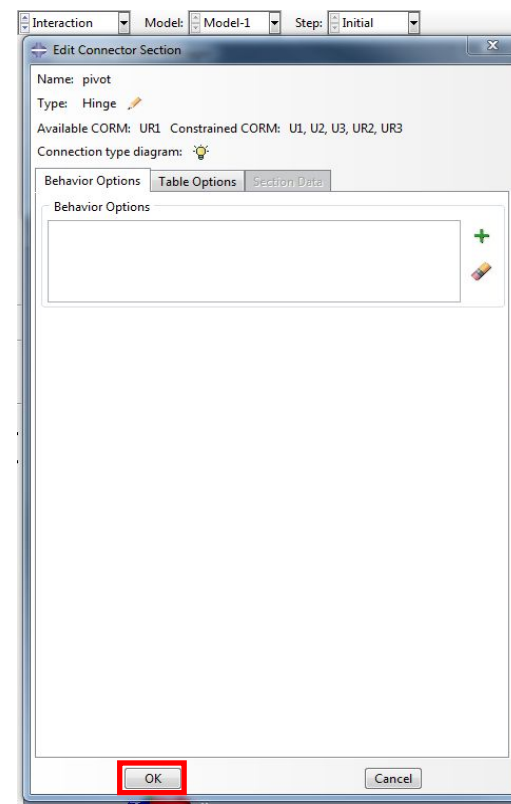 Interaction Model: Model-1 Step: Initial
Edit Connector Section
Name: pivot
Type: Hinge
Available CORM: UR1 Constrained CORM: U1, U2, U3, UR2, UR3
Connection type diagram:
Behavior Options Table Options Section Data
Behavior Options
OK Cancel